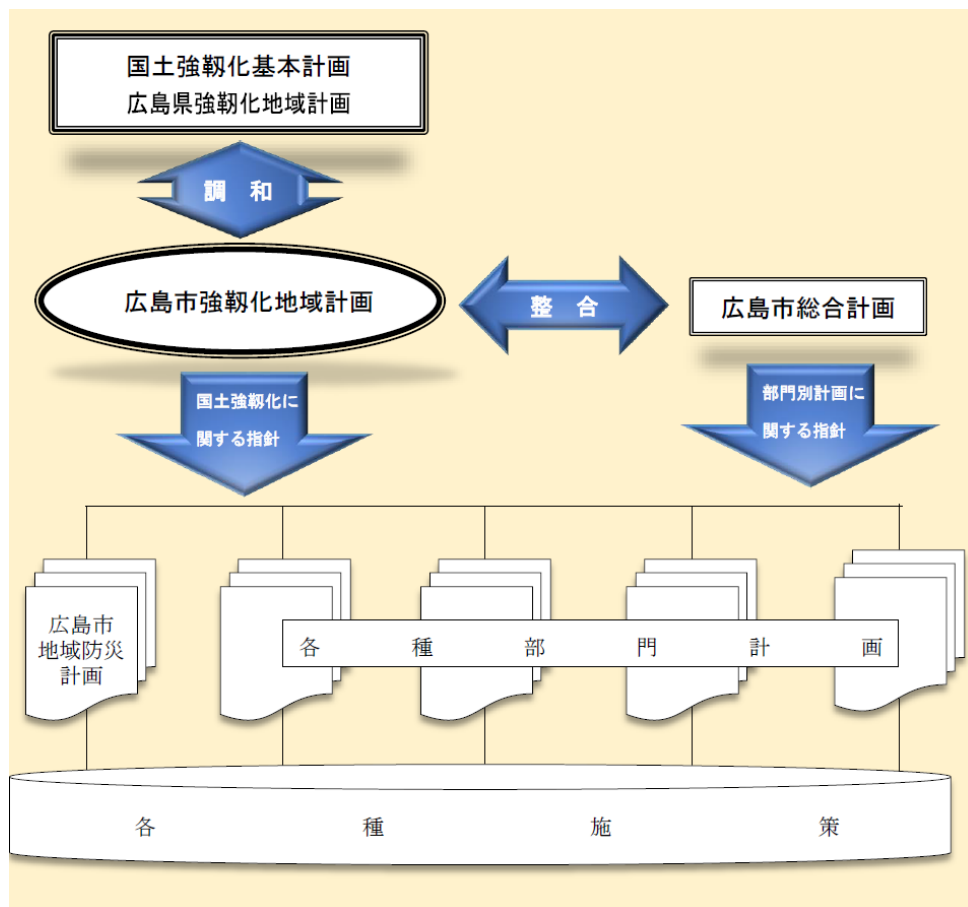 国土強靱化基本計画
広島県強靱化地域計画
調 和
広島市強靱化地域計画
整 合
広島市総合計画
国土強靱化に
関する指針
部門別計画に
関する指針
広島市
地域防災
計画
各 種 部 門 計 画
各 種 施 策